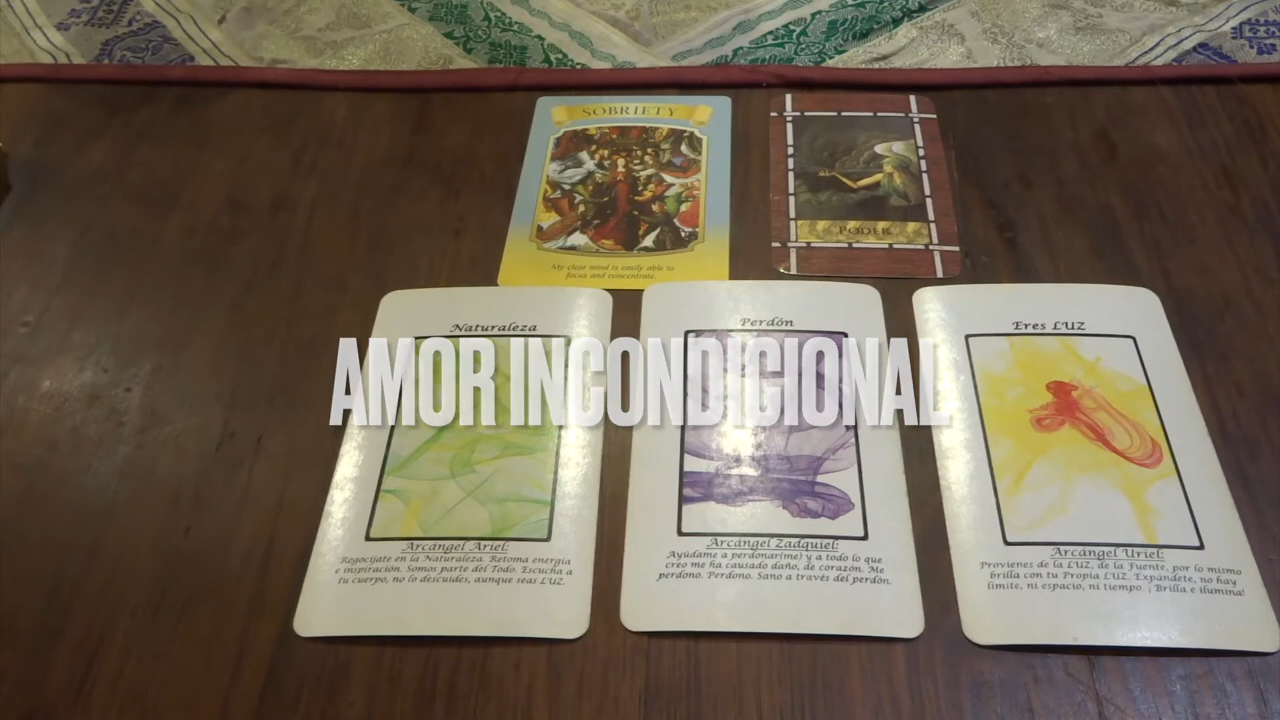 SOBRIETY
My clear mind is easily able to
focus and concentrate.
PODER
Naturaleza
Arcángel Ariel:
Regocíjate en la Naturaleza. Retoma energía
e inspiración. Somos parte del Todo. Escucha a
tu cuerpo, no lo descuides, aunque seas LUZ.
Perdón
Arcángel Zadquiel:
Ayúdame a perdonar(me) y a todo lo que
creo me ha causado daño, de corazón. Me
perdono. Perdono. Sano a través del perdón.
Eres LUZ
Arcángel Uriel:
Provienes de la LUZ, de la Fuente, por lo mismo
brilla con tu Propia LUZ. Expándete, no hay
límite, ni espacio, ni tiempo. ¡Brilla e ilumina!
AMOR INCONDICIONAL